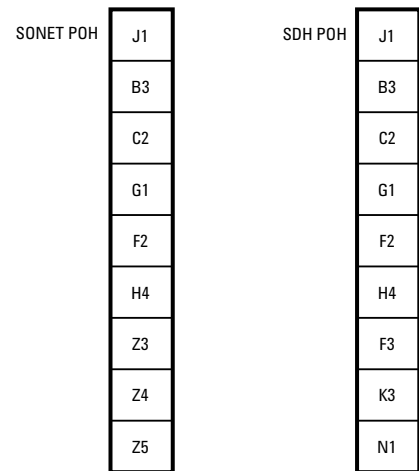 SONET POH J1 SDH POH J1
B3 B3
C2 C2
G1 G1
F2 F2
H4 H4
Z3 F3
Z4 K3
Z5 N1